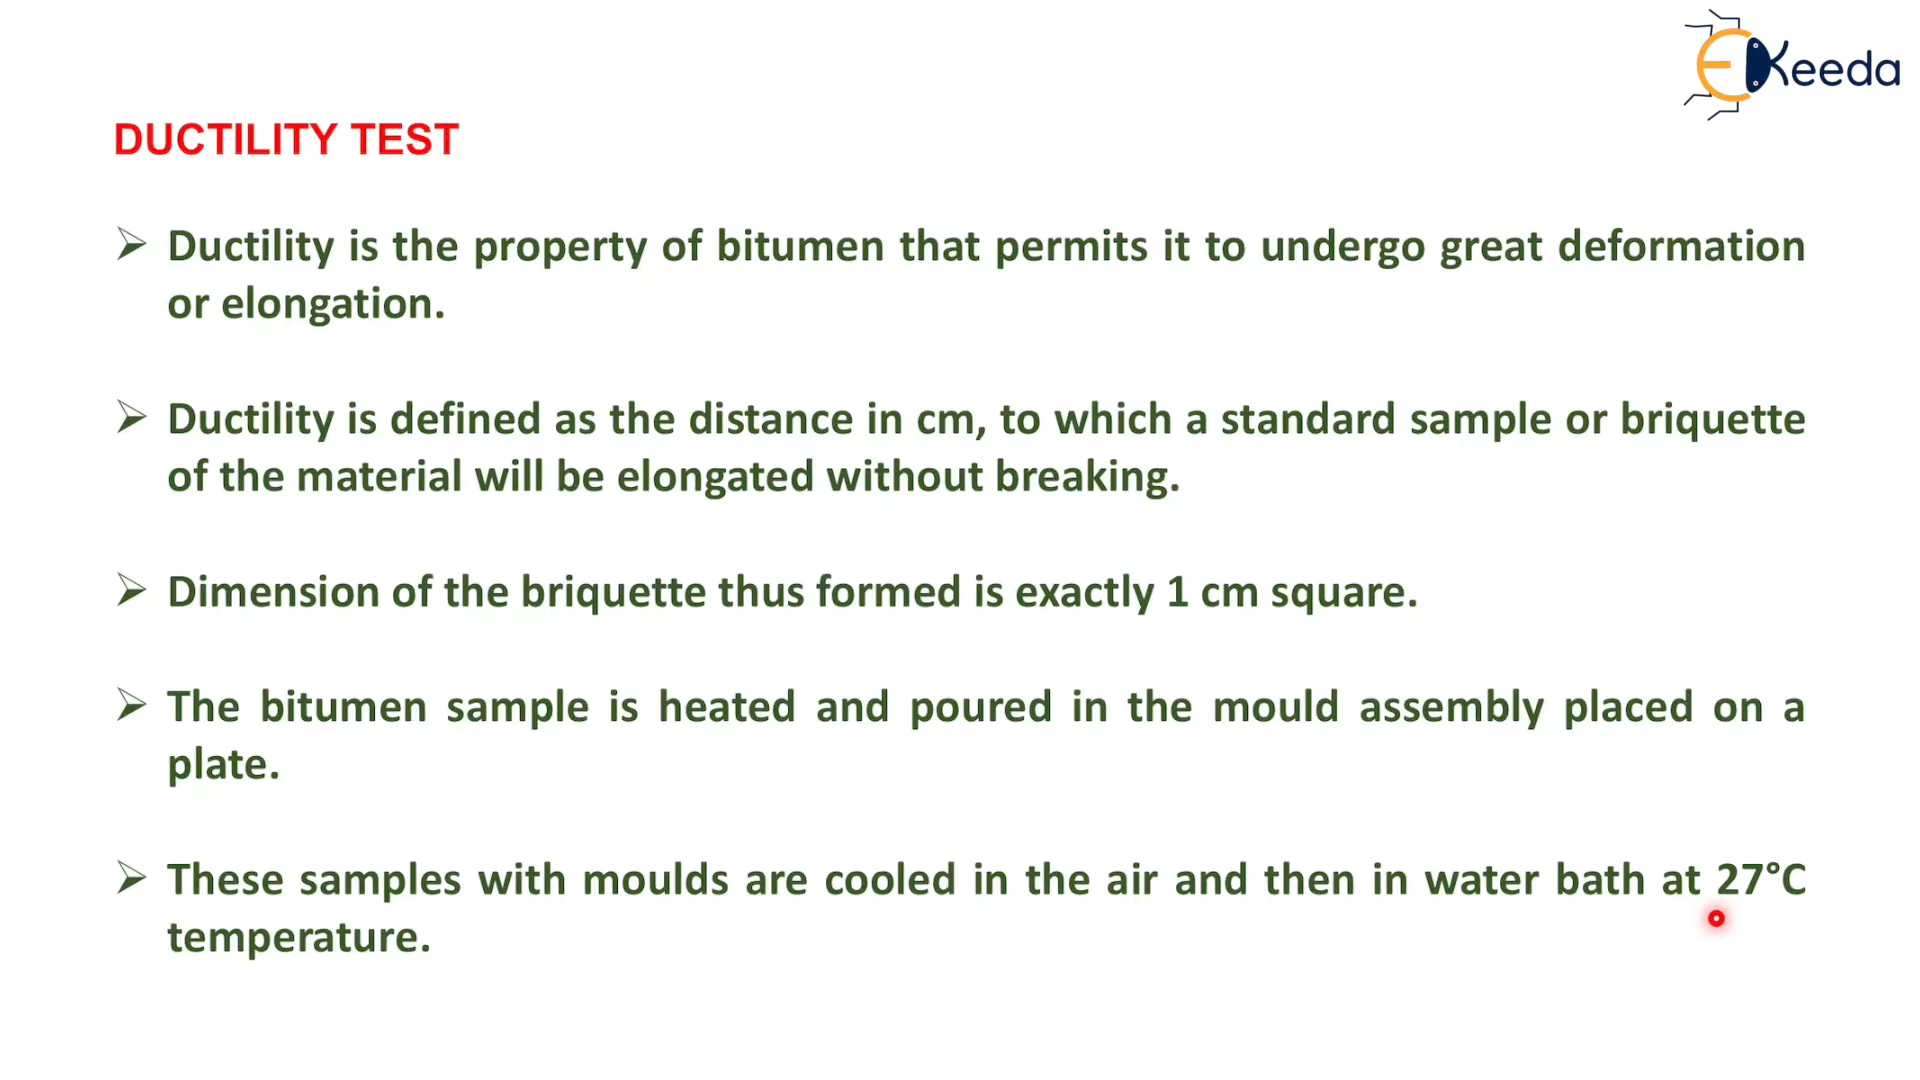 EKeeda
DUCTILITY TEST
➢ Ductility is the property of bitumen that permits it to undergo great deformation
or elongation.
➢ Ductility is defined as the distance in cm, to which a standard sample or briquette
of the material will be elongated without breaking.
➢ Dimension of the briquette thus formed is exactly 1 cm square.
➢ The bitumen sample is heated and poured in the mould assembly placed on a
plate.
➢ These samples with moulds are cooled in the air and then in water bath at 27°C
temperature.